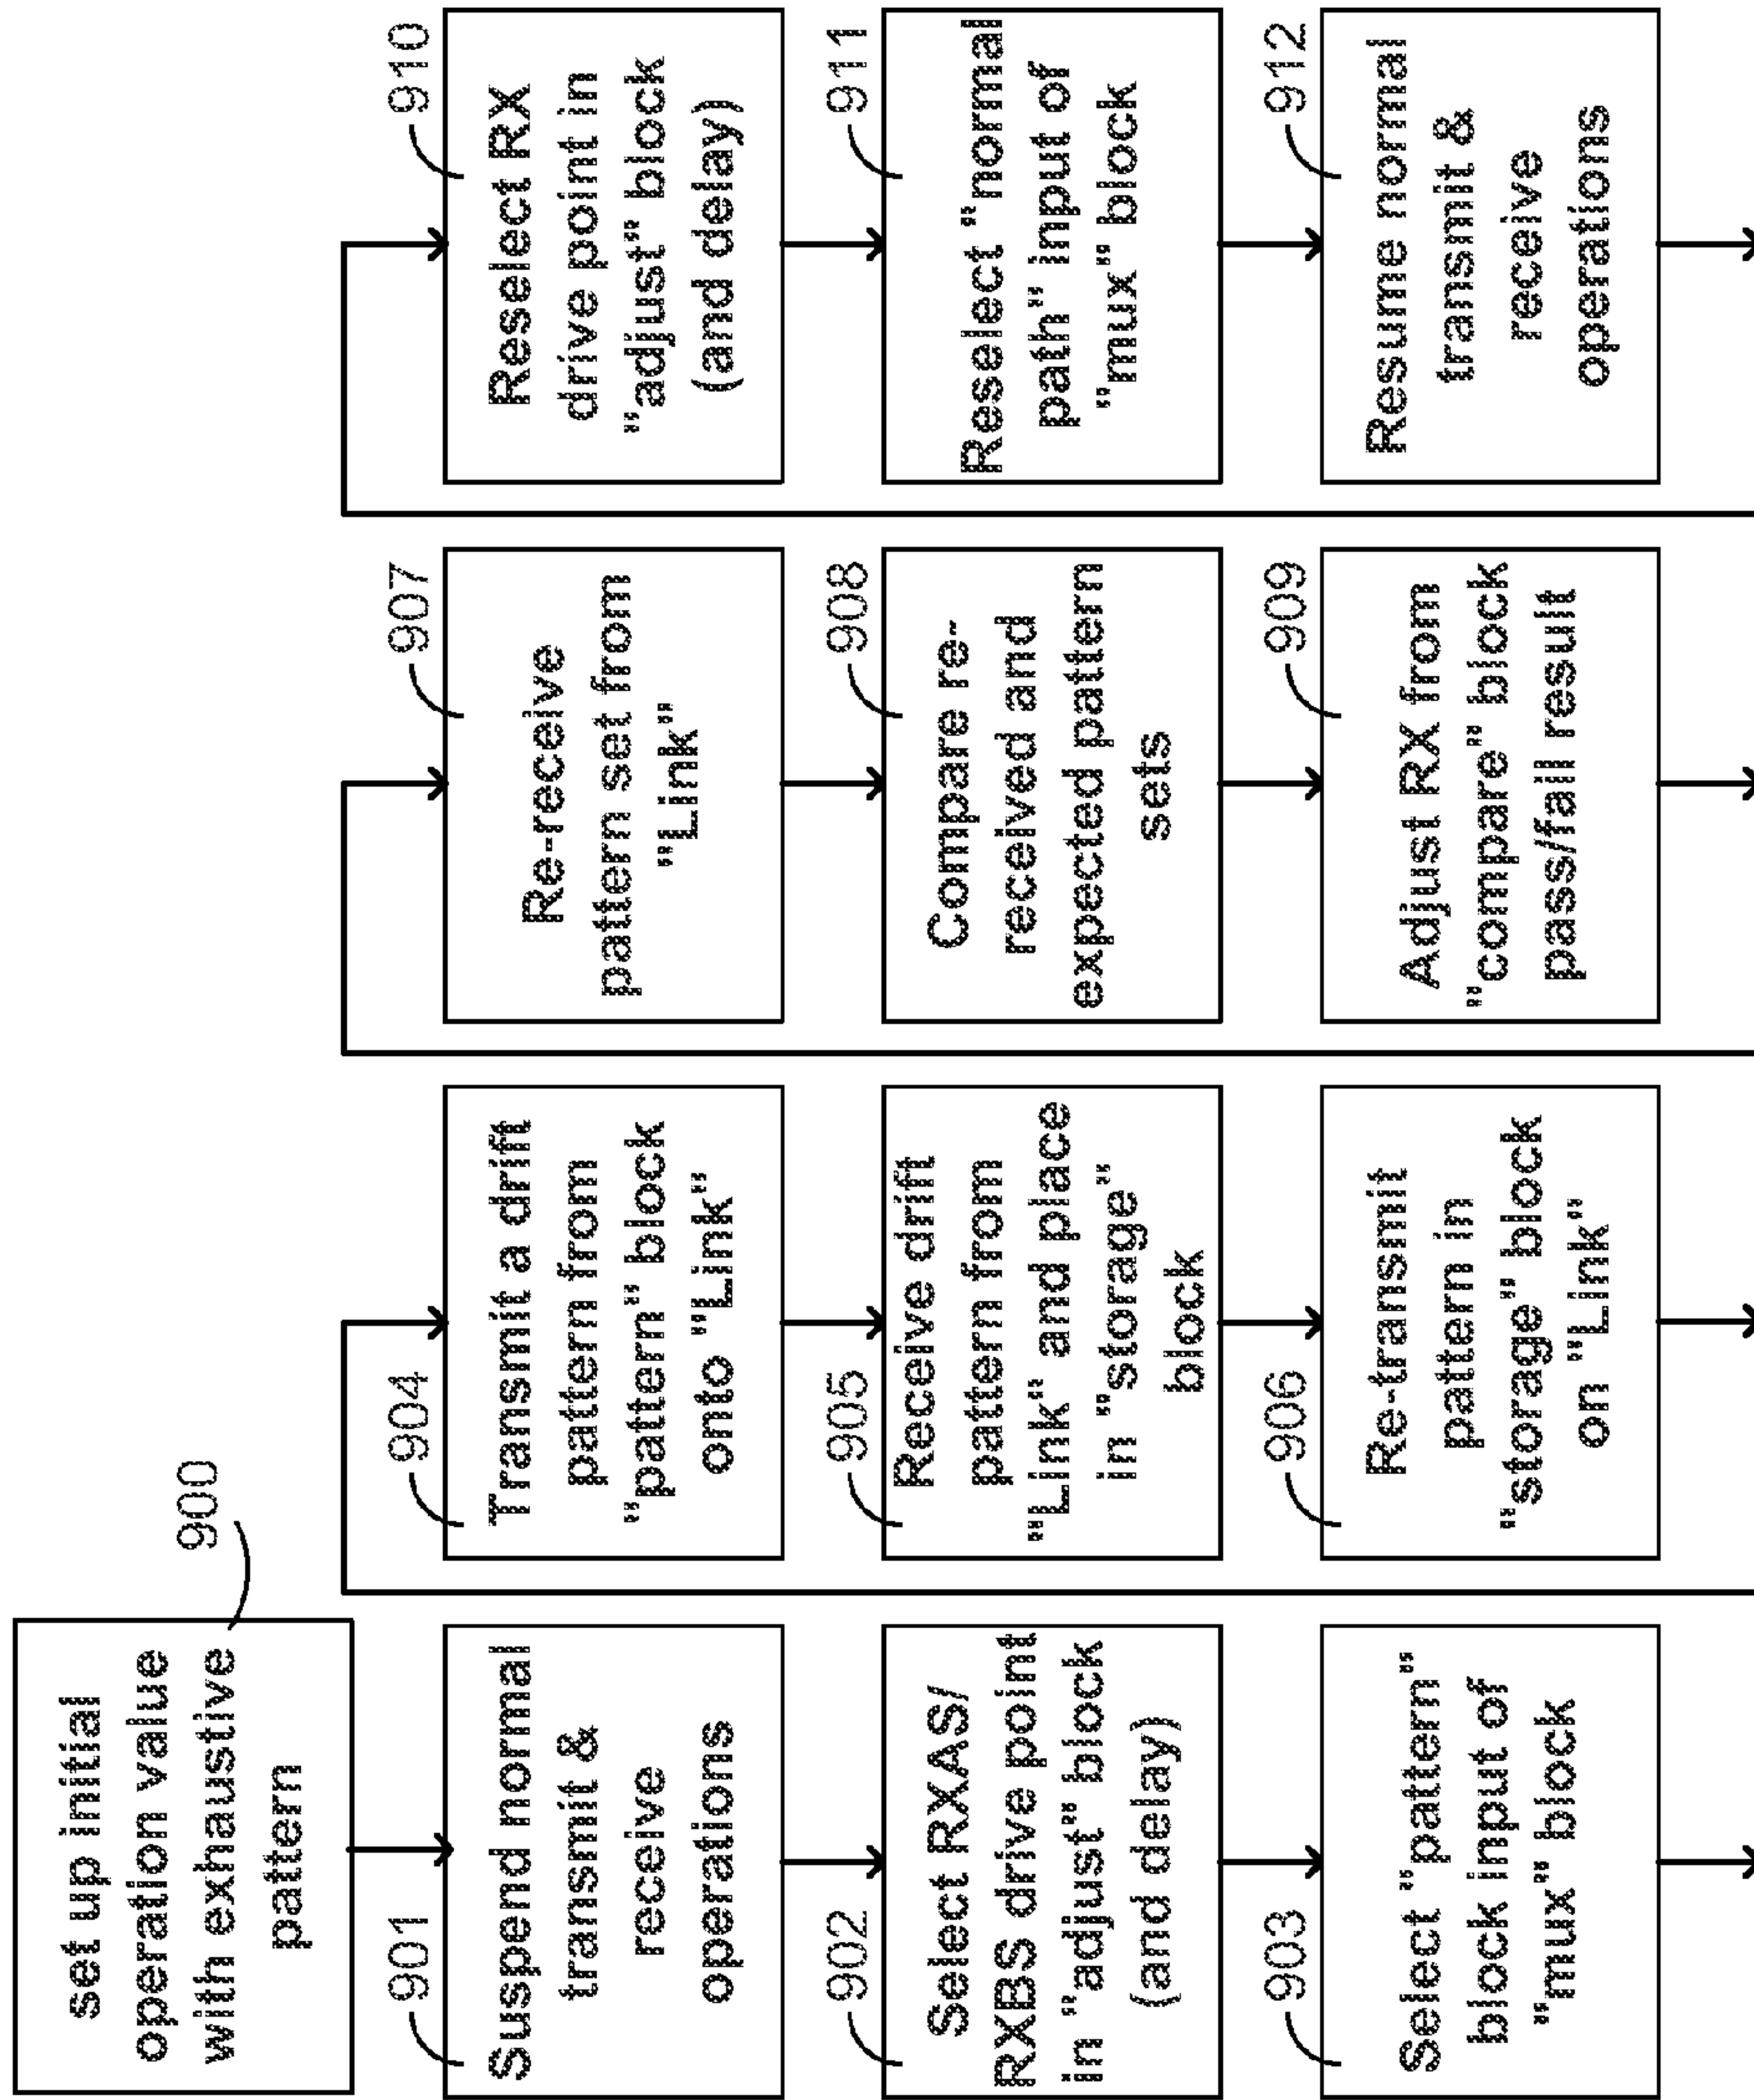 set up initial
operation value
with exhaustive
pattern
900
901
Suspend normal
transmit &
receive
operations
902
Select RXAS/
RXBS drive point
in "adjust" block
(and delay)
903
Select "pattern"
block input of
"mux" block
904
Transmit a drift
pattern from
"pattern" block
onto "Link"
905
Receive drift
pattern from
"Link" and place
in "storage"
block
906
Re-transmit
pattern in
"storage" block
on "Link"
907
Re-receive
pattern set from
"Link"
908
Compare re-
received and
expected pattern
sets
909
Adjust RX from
"compare" block
pass/fail result
910
Reselect RX
drive point in
"adjust" block
(and delay)
911
Reselect "normal
path" input of
"mux" block
912
Resume normal
transmit &
receive
operations